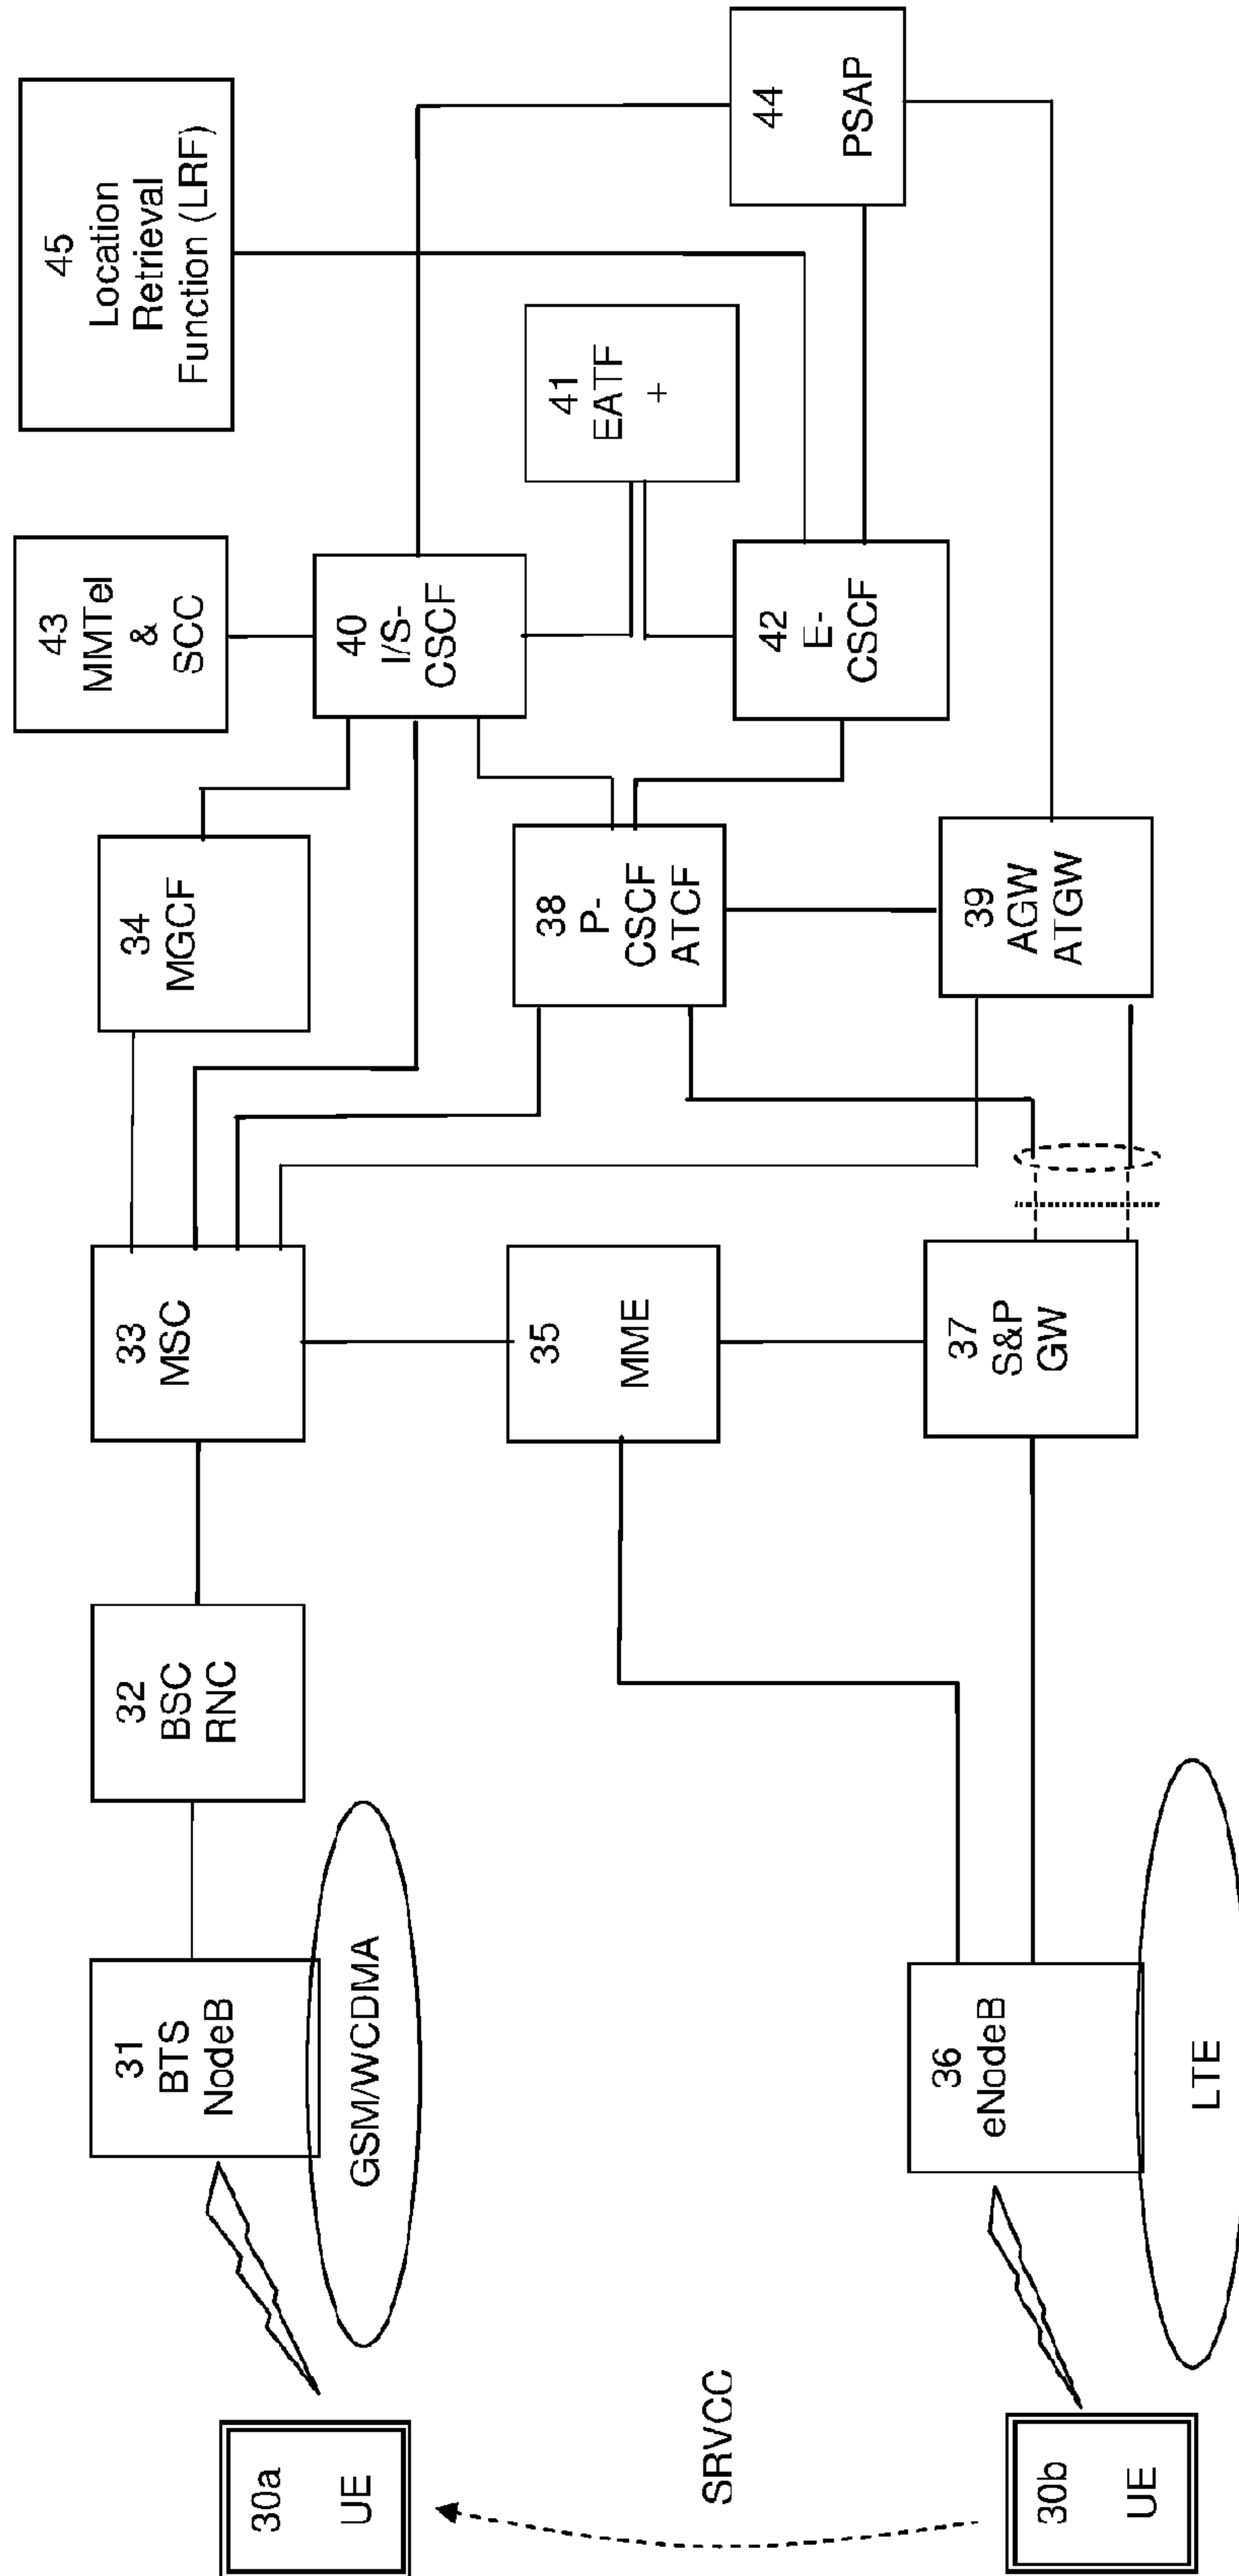 30a
UE
SRVCC
30b
UE
31
BTS
NodeB
GSM/WCDMA
36
eNodeB
LTE
32
BSC
RNC
33
MSC
35
MME
37
S&P
GW
34
MGCF
38
P-
CSCF
ATCF
39
AGW
ATGW
43
MMTel
&
SCC
40
I/S-
CSCF
42
E-
CSCF
45
Location
Retrieval
Function (LRF)
41
EATF
+
44
PSAP